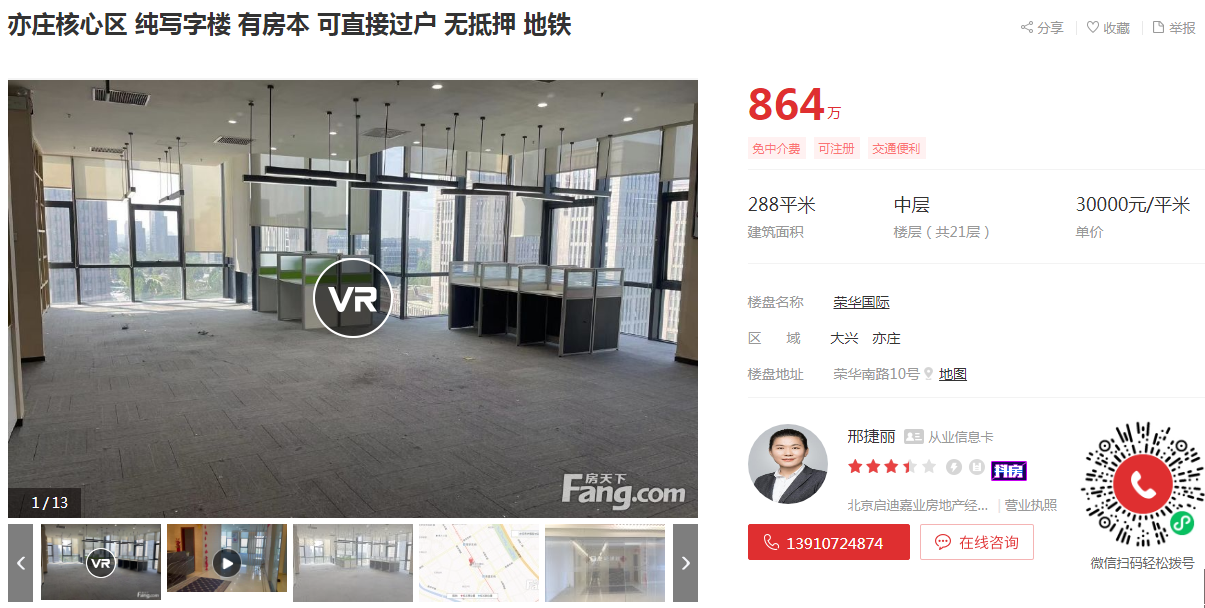 亦庄核心区 纯写字楼 有房本 可直接过户 无抵押 地铁
分享
收藏
举报
VR
房天下
Fang.com
1 / 13
VR
864万
免中介费 可注册 交通便利
288平米 中层 30000元/平米
建筑面积 楼层 ( 共21层 ) 单价
楼盘名称 荣华国际
区 域 大兴 亦庄
楼盘地址 荣华南路10号 地图
邢捷丽 从业信息卡
抖房
北京启迪嘉业房地产经... 营业执照
13910724874 在线咨询
微信扫码轻松拨号